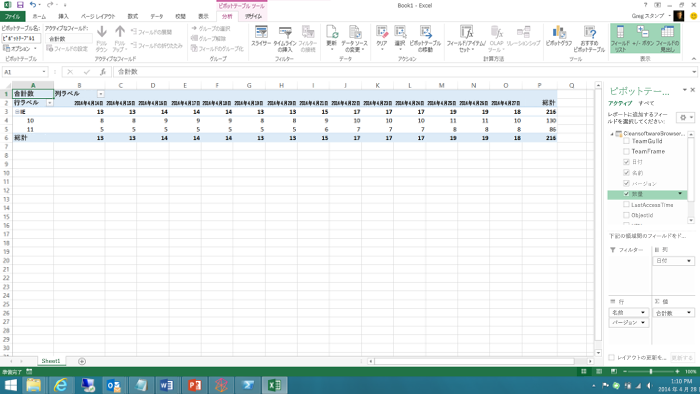 ピボットテーブル ツール
Book1 - Excel
ファイル ホーム 挿入 ページ レイアウト 数式 データ 校閲 表示 分析 デザイン
Greg スタンプ
ピボットテーブル名:
ピボットテーブル1
オプション
ピボットテーブル
アクティブなフィールド:
合計数
フィールドの設定
ドリルダウン
ドリルアップ
フィールドの展開
フィールドの折りたたみ
アクティブなフィールド
グループの選択
グループ解除
フィールドのグループ化
グループ
スライサー タイムラインの挿入 フィルターの接続
フィルター
更新 データ ソースの変更
データ
クリア 選択 ピボットテーブルの移動
アクション
フィールド/アイテム/セット OLAP ツール リレーションシップ
計算方法
ピボットグラフ おすすめピボットテーブル
ツール
フィールド リスト +/- ボタン フィールドの見出し
表示
A1
fx
合計数
A B C D E F G H I J K L M N O P Q
1 合計数 列ラベル
2 行ラベル 2014年4月14日 2014年4月15日 2014年4月16日 2014年4月17日 2014年4月18日 2014年4月19日 2014年4月20日 2014年4月21日 2014年4月22日 2014年4月23日 2014年4月24日 2014年4月25日 2014年4月26日 2014年4月27日 総計
3 13 13 14 14 14 13 13 15 17 17 17 19 19 18 216
4 10 8 8 9 9 9 8 8 9 10 10 10 11 11 10 130
5 11 5 5 5 5 5 5 5 6 7 7 7 8 8 8 86
6 総計 13 13 14 14 14 13 13 15 17 17 17 19 19 18 216
7
8
9
10
11
12
13
14
15
16
17
18
19
20
21
22
23
24
25
26
27
28
29
30
ピボットテー...
アクティブ すべて
レポートに追加するフィールドを選択してください:
CleansoftwareBrowser...
TeamGuild
TeamFrame
日付
名前
バージョン
数量
LastAccessTime
ObjectId
下記の領域間のフィールドをド...
フィルター
列
日付
行
名前
バージョン
Σ 値
合計数
レイアウトの更新を...
更新する
Sheet1
準備完了
100%
1:10 PM
2014 年 4 月 28